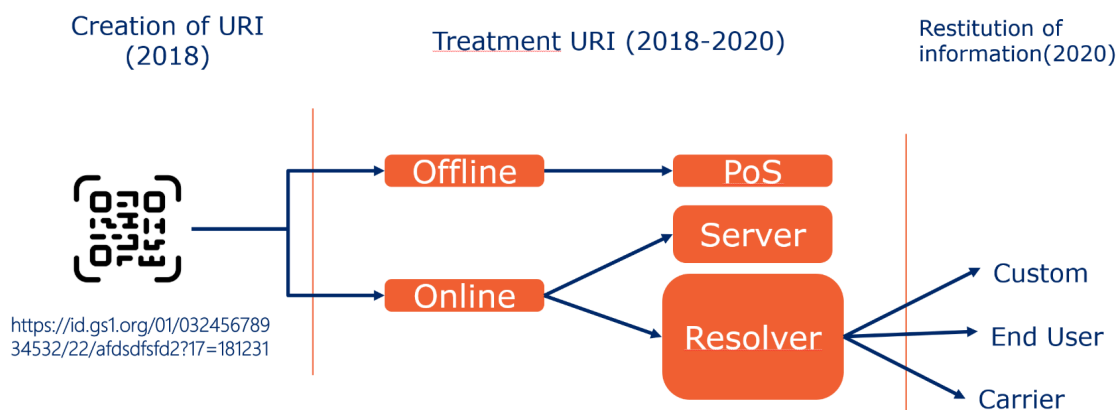 Creation of URI
(2018)
Treatment URI (2018-2020)
Restitution of
information(2020)
Offline
PoS
Server
Online
Resolver
Custom
End User
Carrier
https://id.gs1.org/01/032456789
34532/22/afdsdfsfd2?17=181231